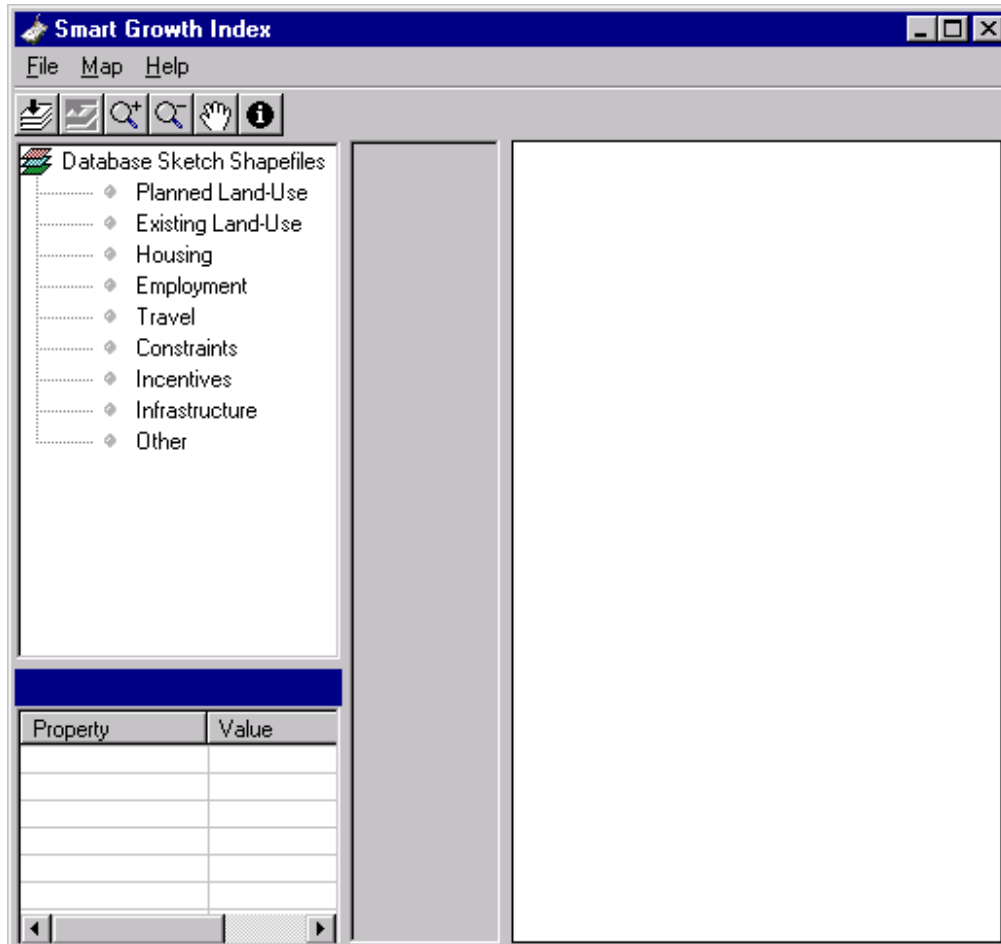 Smart Growth Index
File Map Help
Database Sketch Shapefiles
Planned Land-Use
Existing Land-Use
Housing
Employment
Travel
Constraints
Incentives
Infrastructure
Other
Property Value